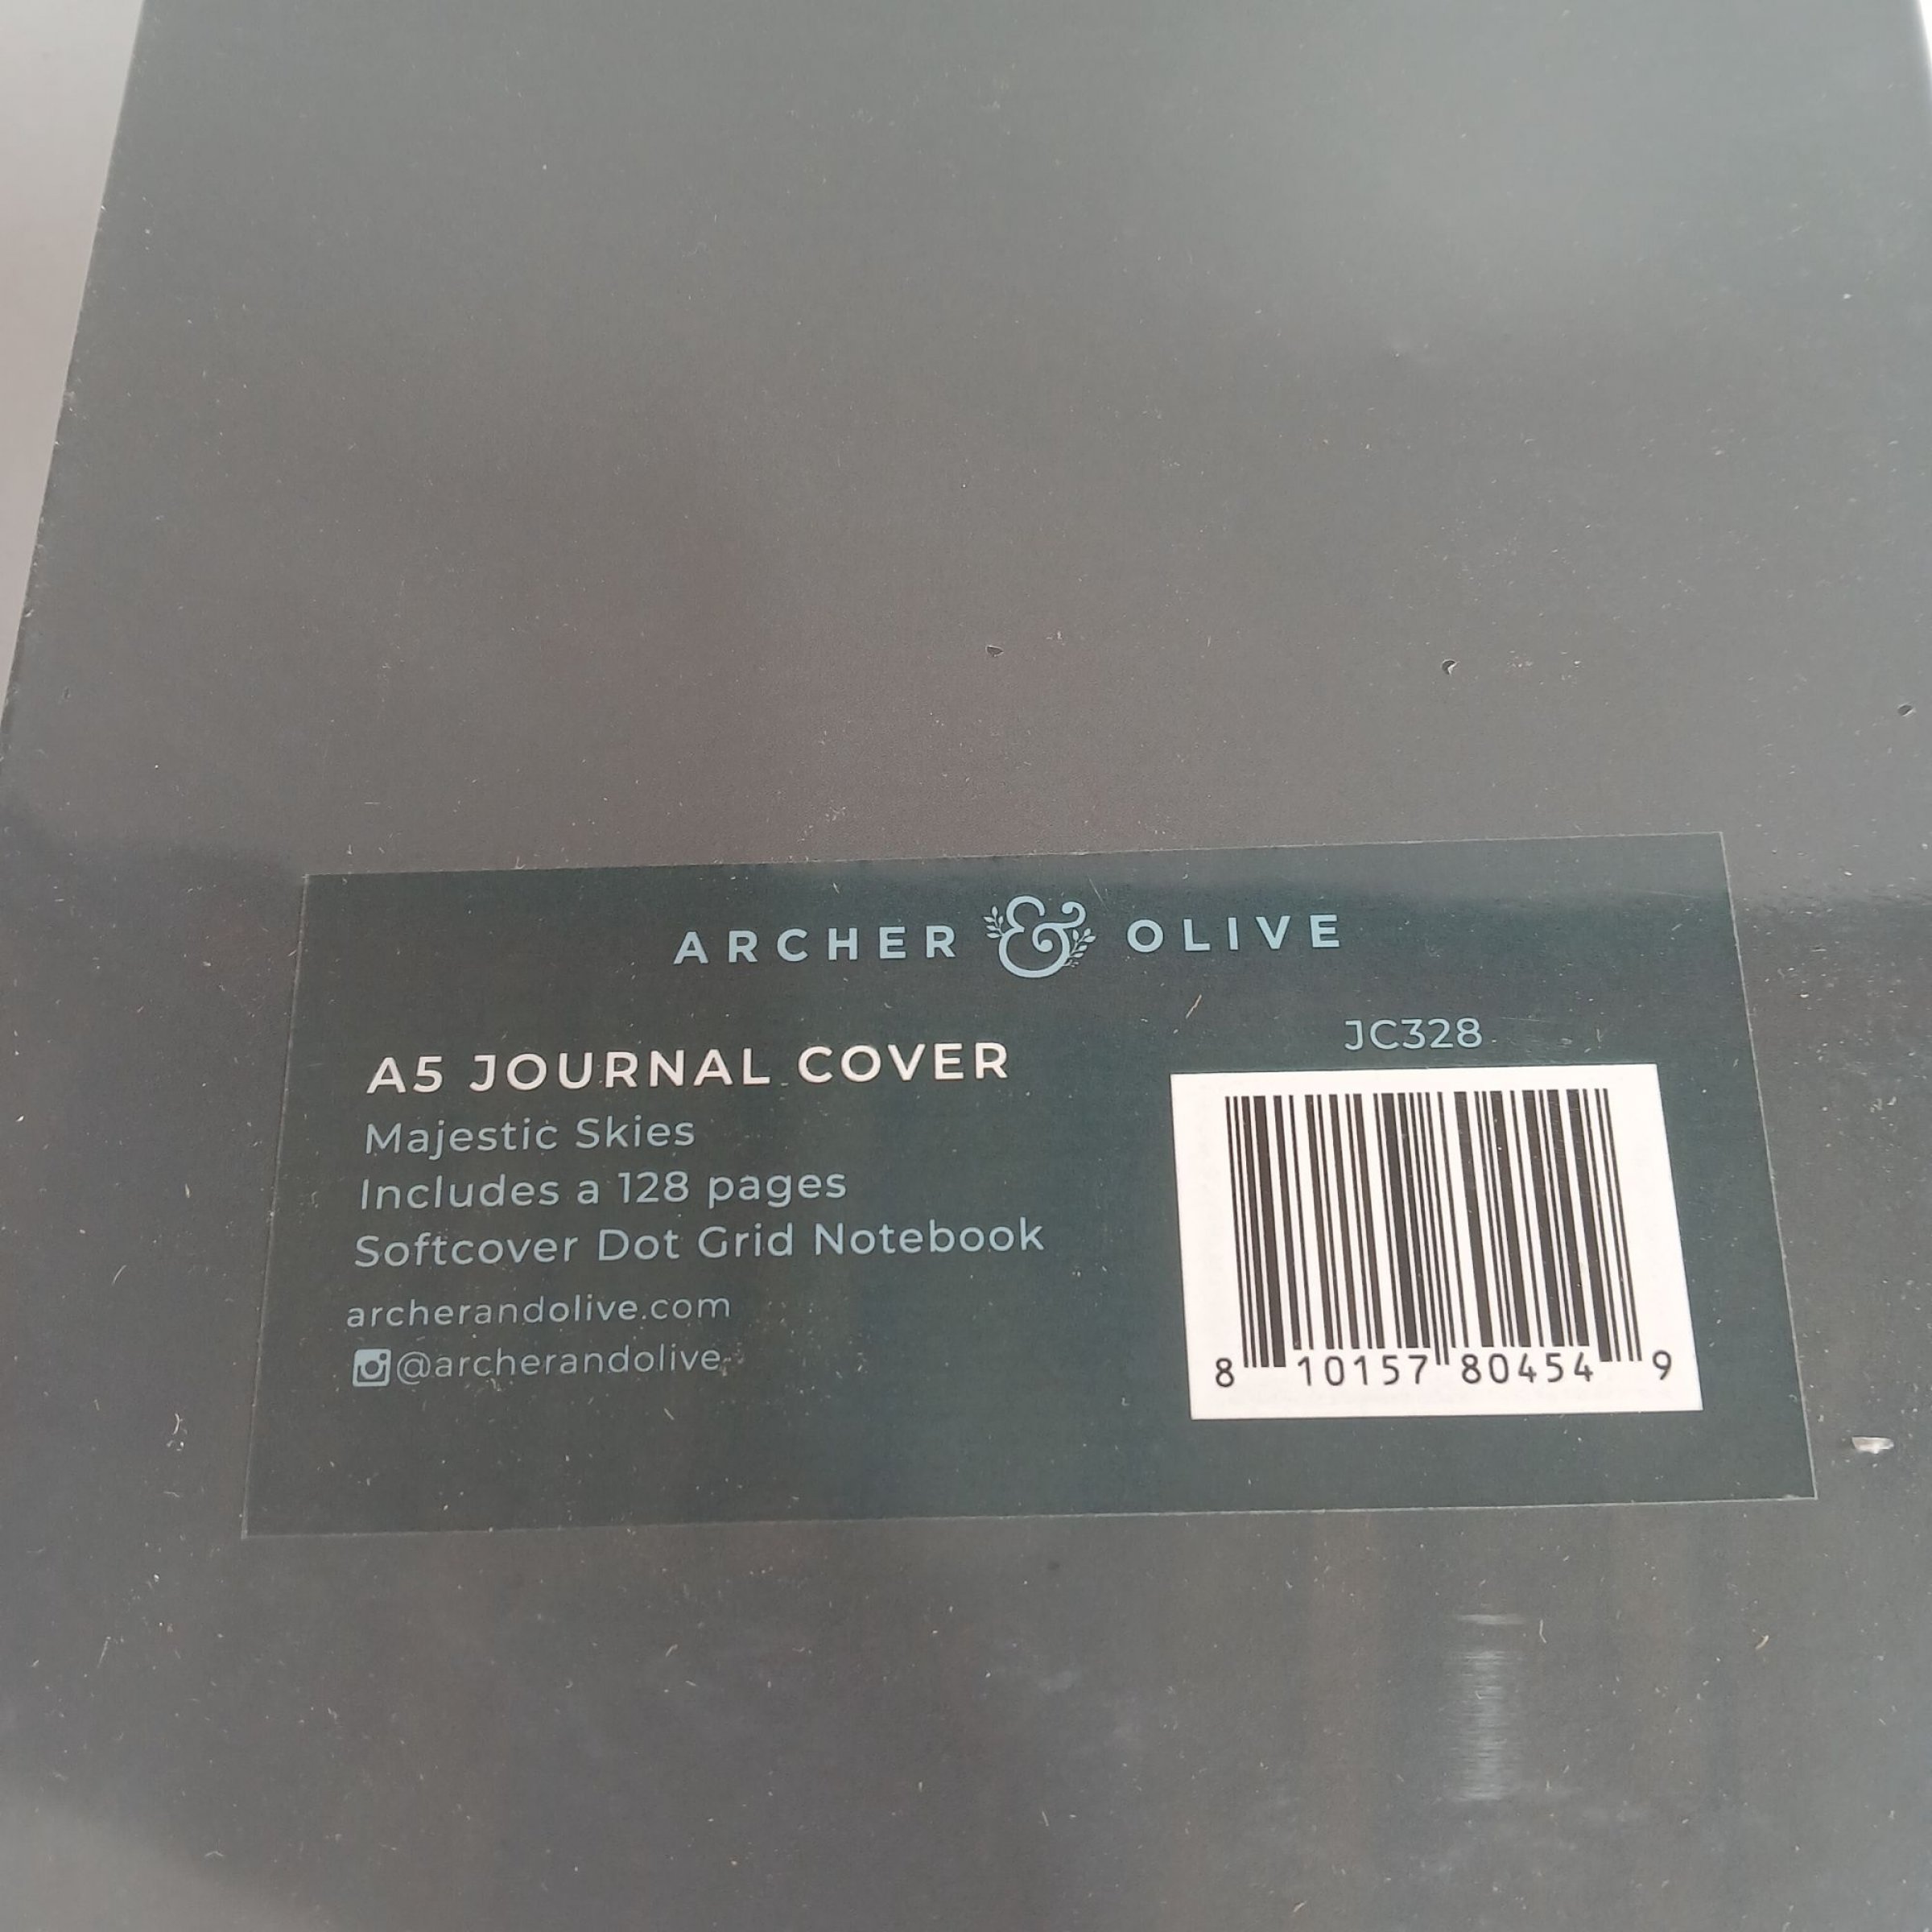 ARCHER & OLIVE
A5 JOURNAL COVER
Majestic Skies
Includes a 128 pages
Softcover Dot Grid Notebook
archerandolive.com
@archerandolive
JC328
8 10157 80454 9